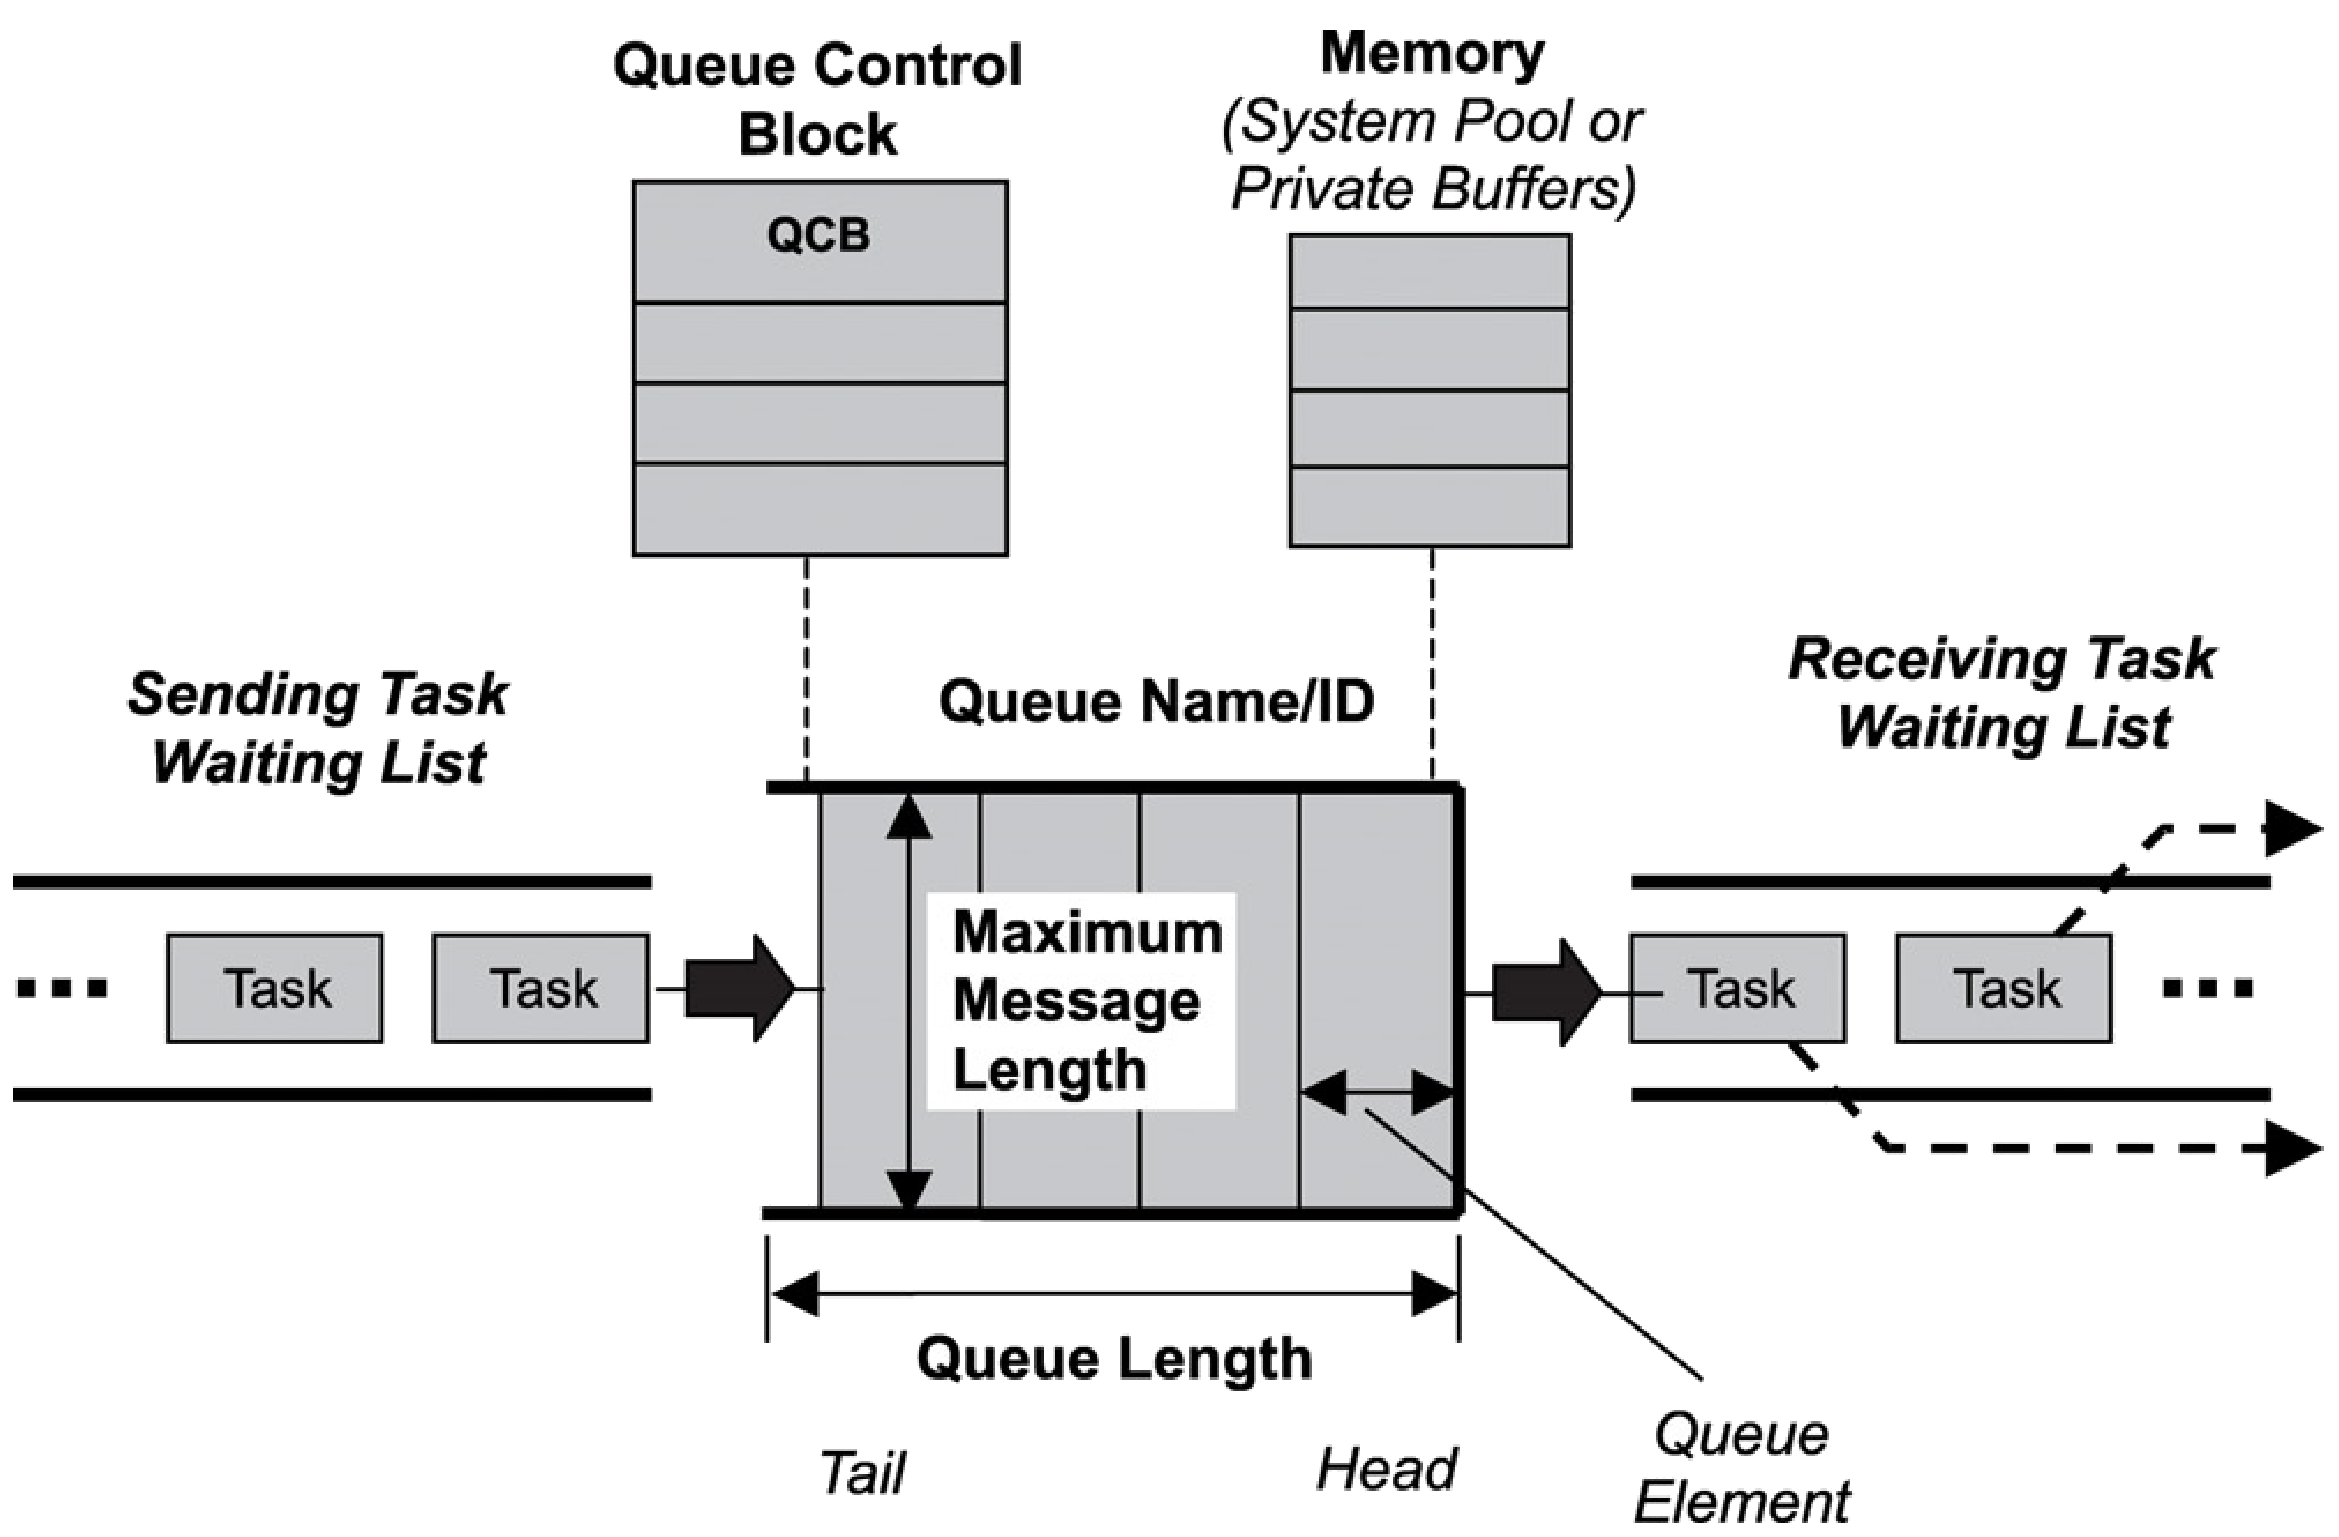 Queue Control
Block
QCB
Memory
(System Pool or
Private Buffers)
Sending Task
Waiting List
Queue Name/ID
Receiving Task
Waiting List
Task
Task
Maximum
Message
Length
Task
Task
Queue Length
Tail
Head
Queue
Element